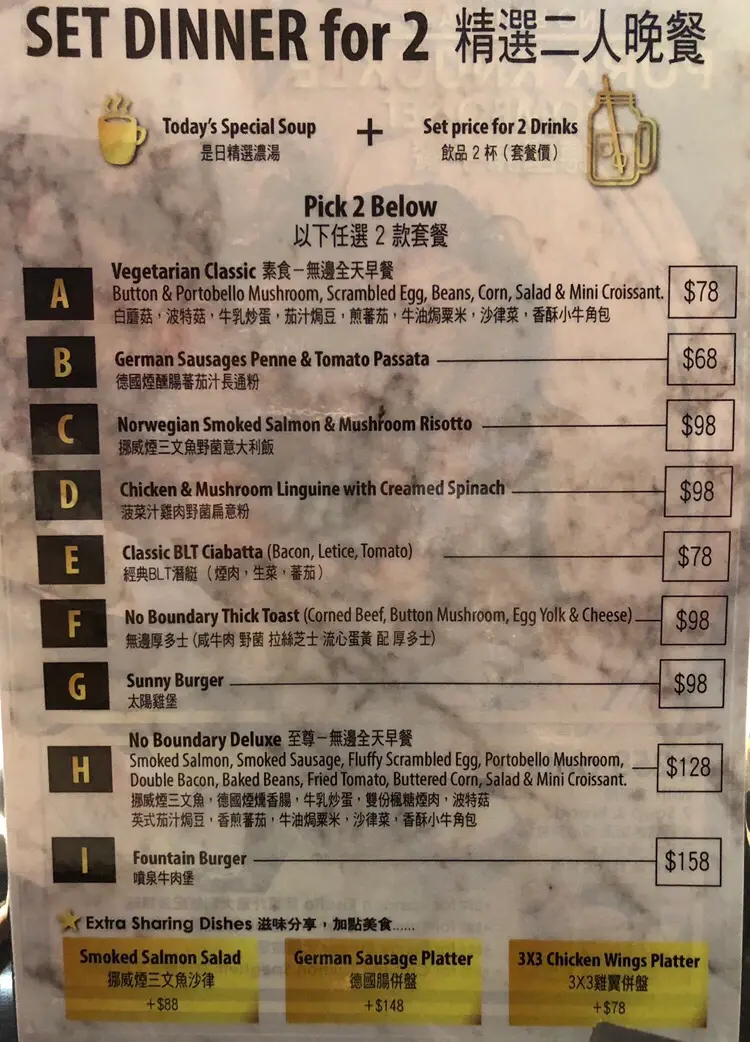 SET DINNER for 2 精選二人晚餐
Today's Special Soup + Set price for 2 Drinks
是日精選濃湯 飲品 2 杯（套餐價）
Pick 2 Below
以下任選 2 款套餐
A Vegetarian Classic 素食－無邊全天早餐
Button & Portobello Mushroom, Scrambled Egg, Beans, Corn, Salad & Mini Croissant. $78
白蘑菇，波特菇，牛乳炒蛋，茄汁焗豆，煎蕃茄，牛油焗粟米，沙律菜，香酥小牛角包
B German Sausages Penne & Tomato Passata $68
德國煙醺腸蕃茄汁長通粉
C Norwegian Smoked Salmon & Mushroom Risotto $98
挪威煙三文魚野菌意大利飯
D Chicken & Mushroom Linguine with Creamed Spinach $98
菠菜汁雞肉野菌扁意粉
E Classic BLT Ciabatta (Bacon, Letice, Tomato) $78
經典BLT潛艇（煙肉，生菜，蕃茄）
F No Boundary Thick Toast (Corned Beef, Button Mushroom, Egg Yolk & Cheese) $98
無邊厚多士 (咸牛肉 野菌 拉絲芝士 流心蛋黃 配 厚多士)
G Sunny Burger $98
太陽雞堡
No Boundary Deluxe 至尊－無邊全天早餐
H Smoked Salmon, Smoked Sausage, Fluffy Scrambled Egg, Portobello Mushroom, $128
Double Bacon, Baked Beans, Fried Tomato, Buttered Corn, Salad & Mini Croissant.
挪威煙三文魚，德國煙燻香腸，牛乳炒蛋，雙份楓糖煙肉，波特菇
英式茄汁焗豆，香煎蕃茄，牛油焗粟米，沙律菜，香酥小牛角包
I Fountain Burger $158
噴泉牛肉堡
Extra Sharing Dishes 滋味分享，加點美食......
Smoked Salmon Salad German Sausage Platter 3X3 Chicken Wings Platter
挪威煙三文魚沙律 德國腸併盤 3X3雞翼併盤
+$88 +$148 +$78